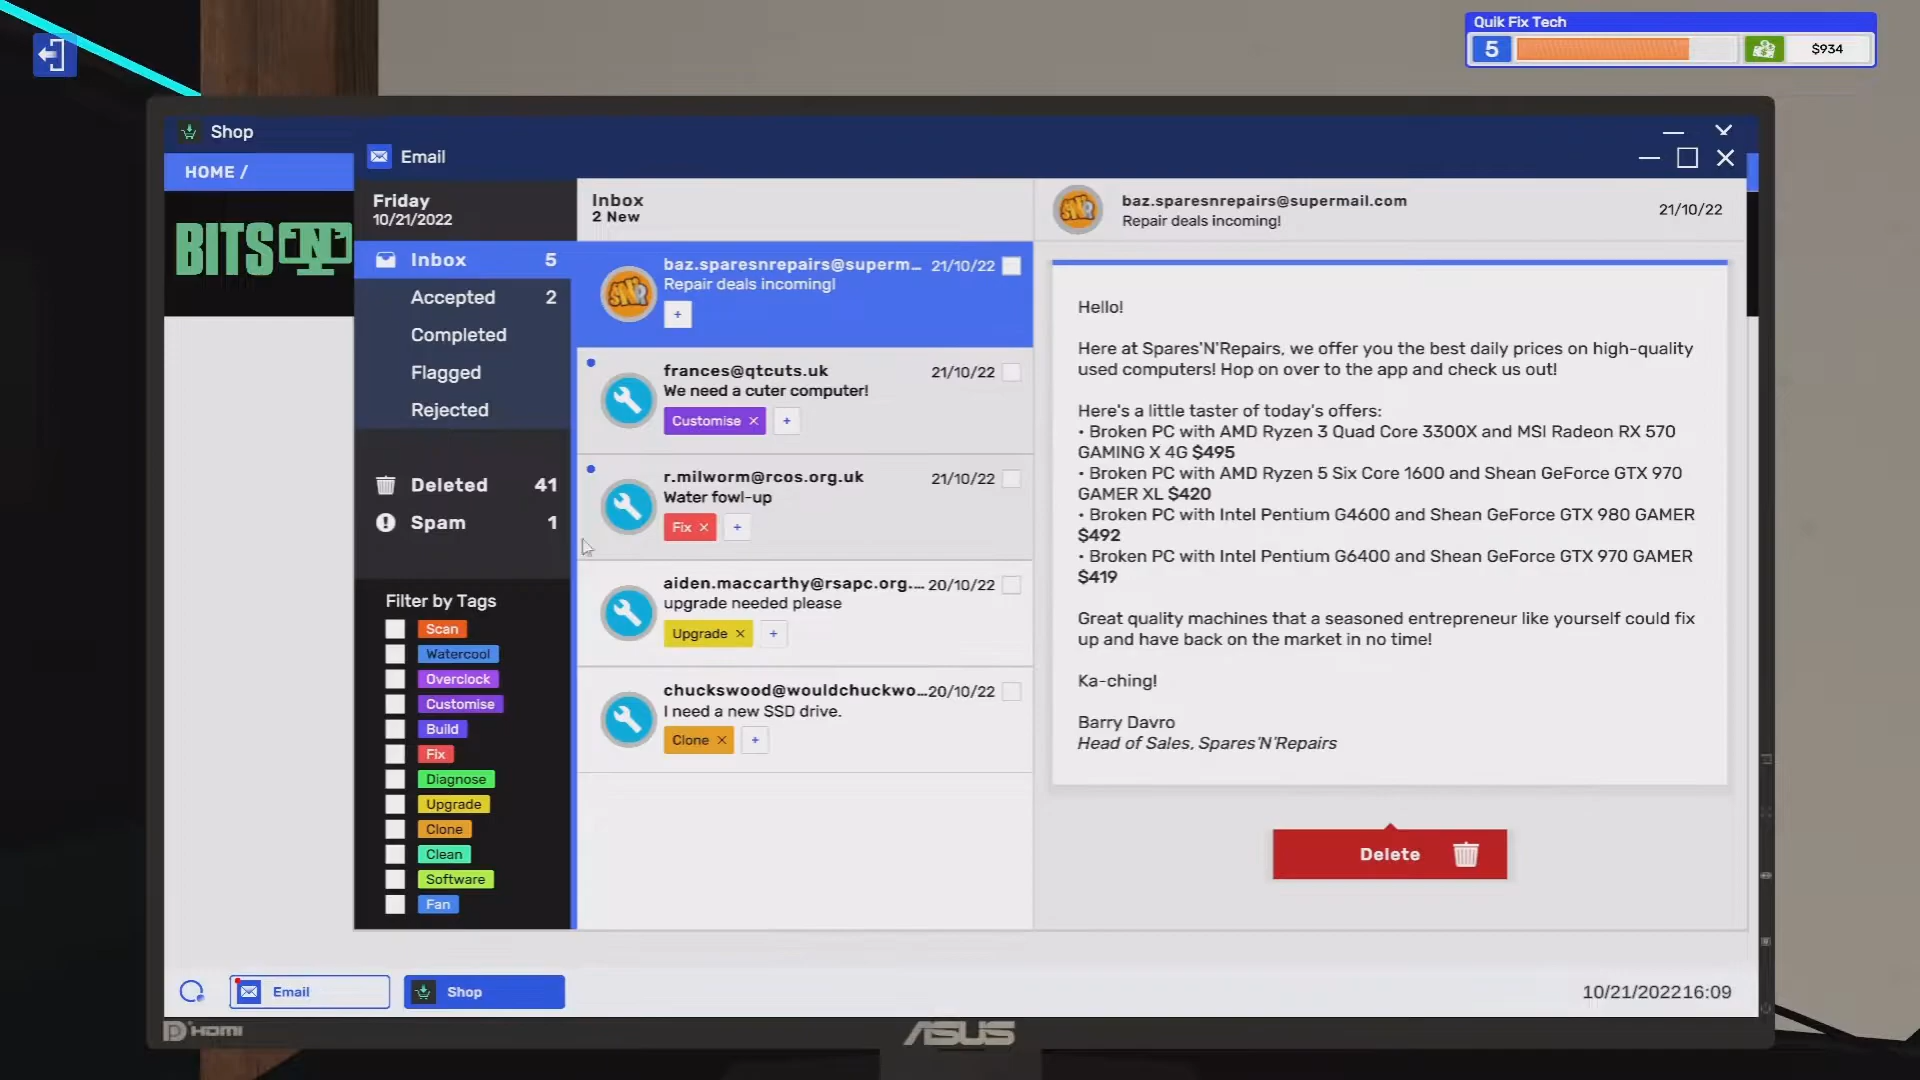 Quik Fix Tech
5
$934
Shop
HOME /
BITS N
Email
Friday
10/21/2022
Inbox 5
Accepted 2
Completed
Flagged
Rejected
Deleted 41
Spam 1
Filter by Tags
Scan
Watercool
Overclock
Customise
Build
Fix
Diagnose
Upgrade
Clone
Clean
Software
Fan
Inbox
2 New
SNR
baz.sparesnrepairs@superm... 21/10/22
Repair deals incoming!
+
frances@qtcuts.uk 21/10/22
We need a cuter computer!
Customise × +
r.milworm@rcos.org.uk 21/10/22
Water fowl-up
Fix × +
aiden.maccarthy@rsapc.org.... 20/10/22
upgrade needed please
Upgrade × +
chuckswood@wouldchuckwo... 20/10/22
I need a new SSD drive.
Clone × +
SNR
baz.sparesnrepairs@supermail.com
Repair deals incoming!
21/10/22
Hello!
Here at Spares'N'Repairs, we offer you the best daily prices on high-quality
used computers! Hop on over to the app and check us out!
Here's a little taster of today's offers:
• Broken PC with AMD Ryzen 3 Quad Core 3300X and MSI Radeon RX 570
GAMING X 4G $495
• Broken PC with AMD Ryzen 5 Six Core 1600 and Shean GeForce GTX 970
GAMER XL $420
• Broken PC with Intel Pentium G4600 and Shean GeForce GTX 980 GAMER
$492
• Broken PC with Intel Pentium G6400 and Shean GeForce GTX 970 GAMER
$419
Great quality machines that a seasoned entrepreneur like yourself could fix
up and have back on the market in no time!
Ka-ching!
Barry Davro
Head of Sales, Spares'N'Repairs
Delete
Email
Shop
10/21/2022 16:09
HDMI
ASUS